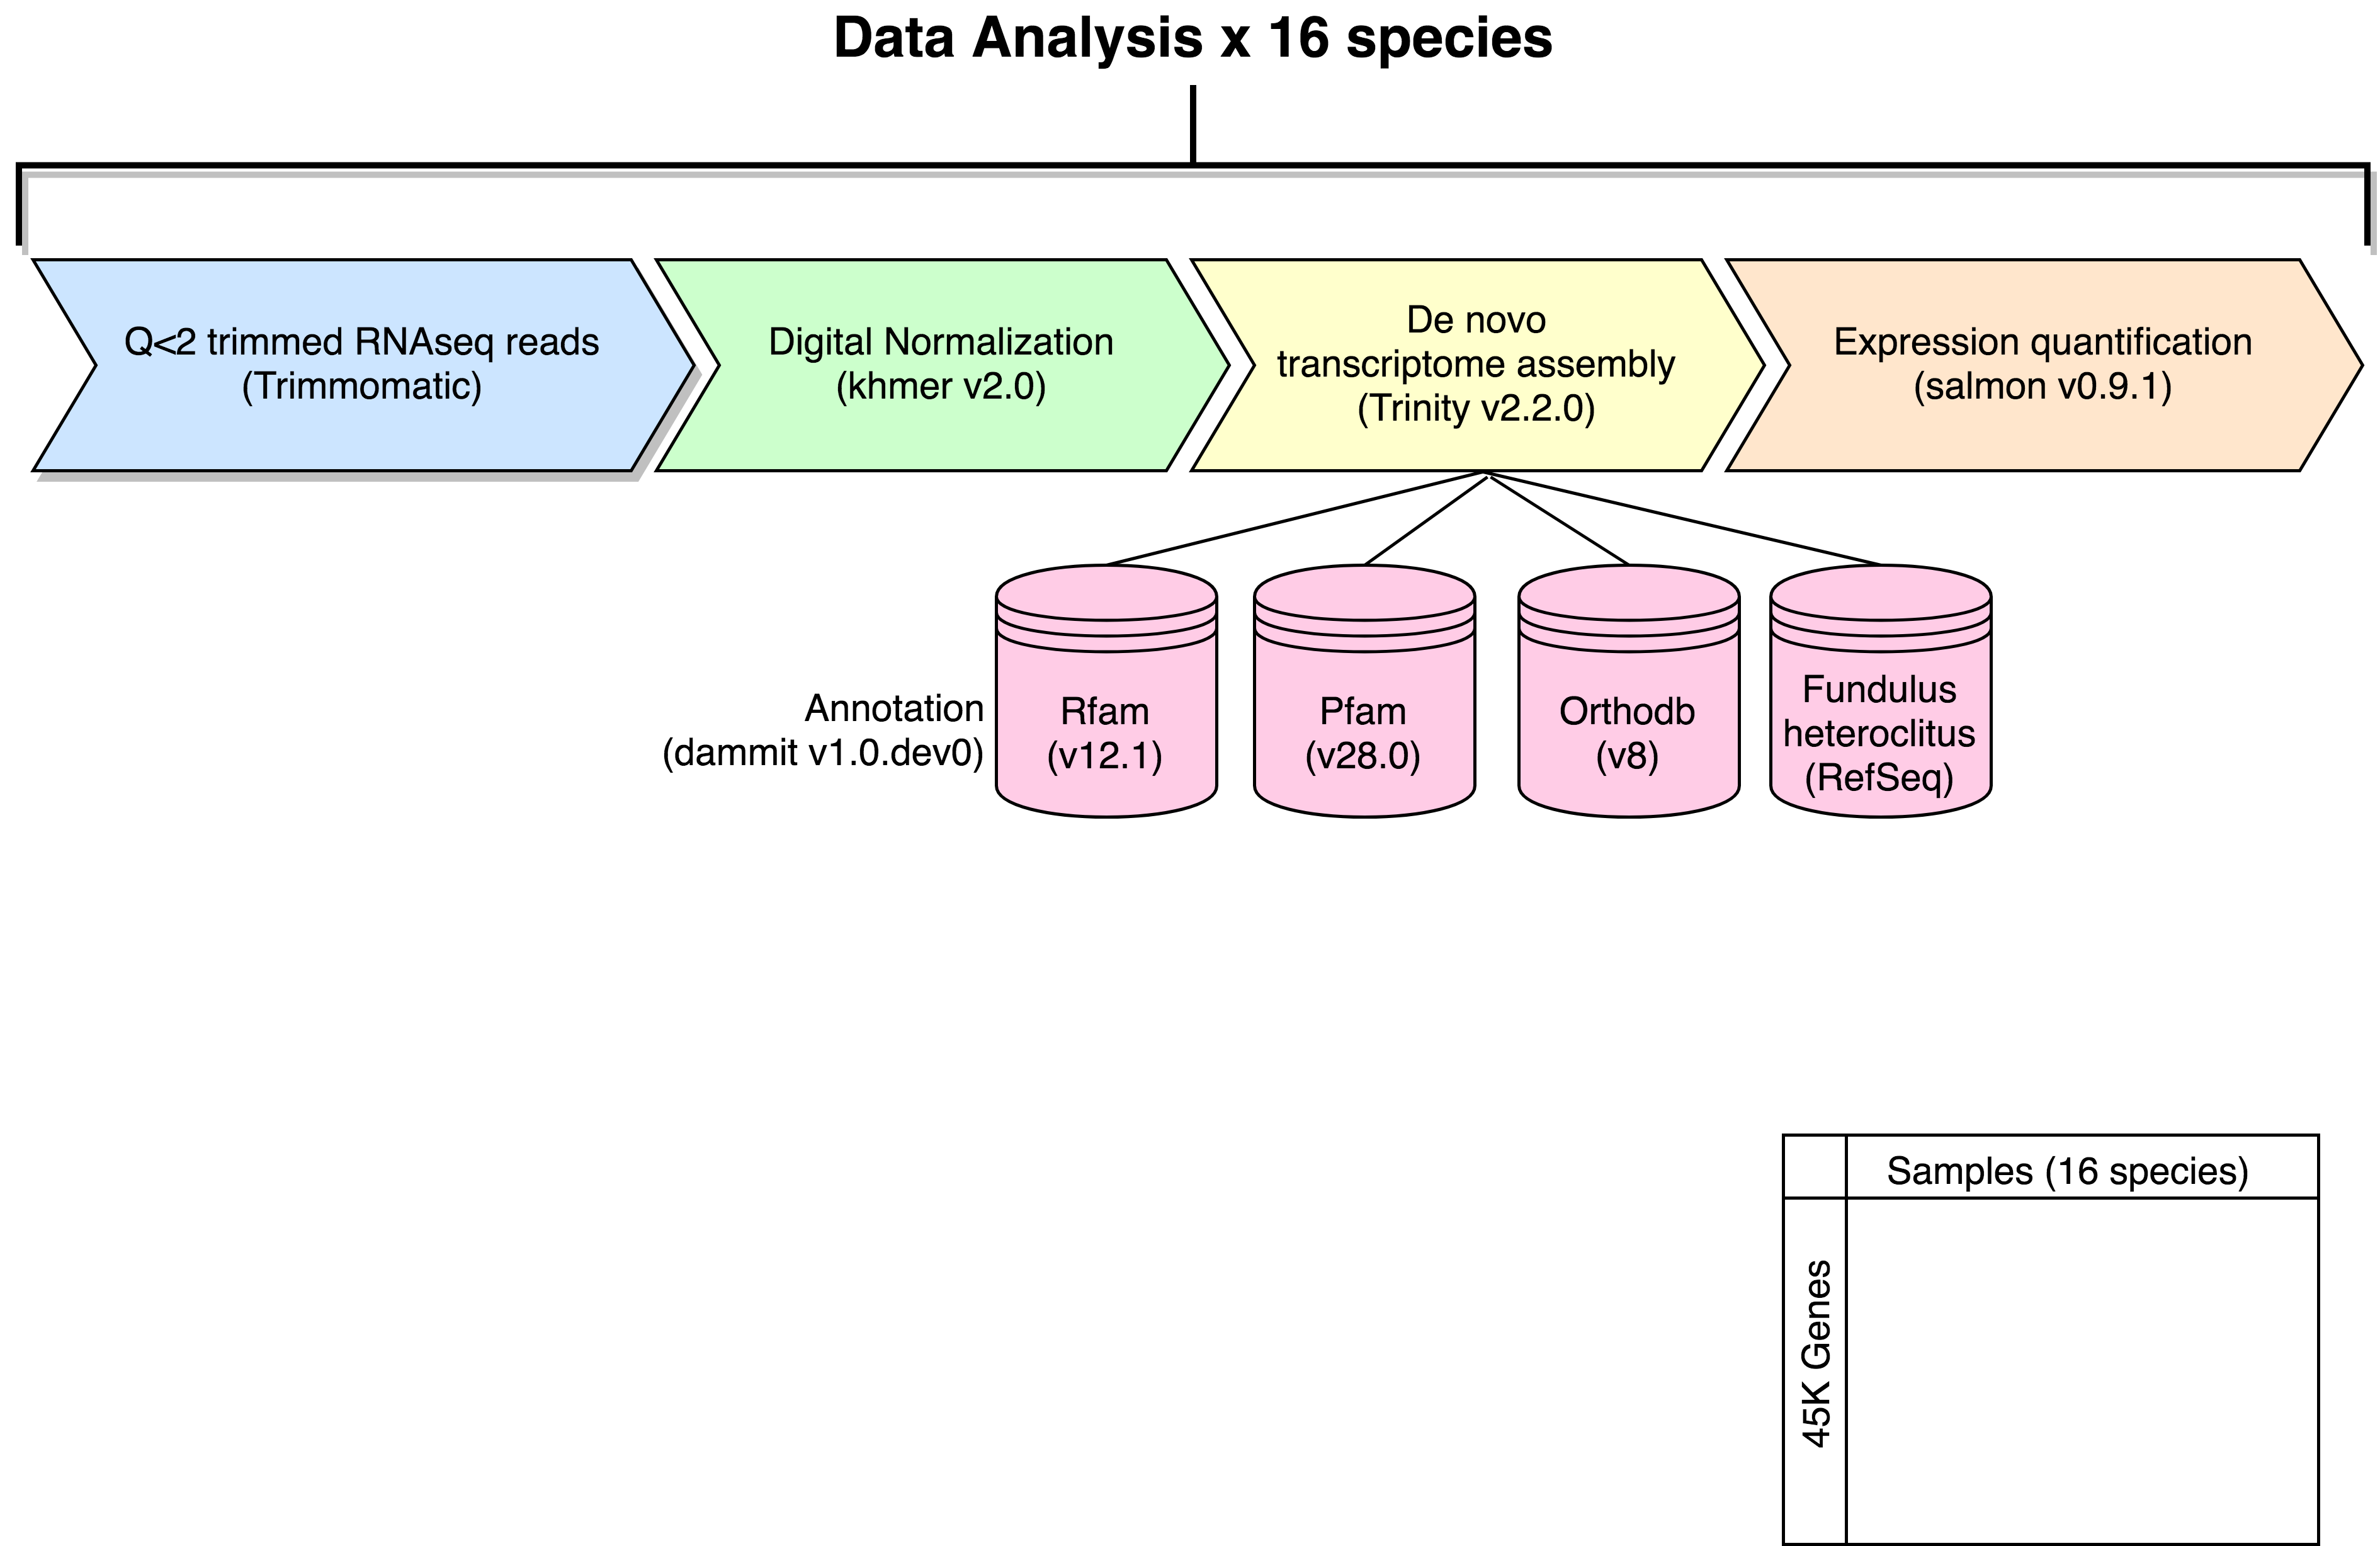 Data Analysis x 16 species
Q<2 trimmed RNAseq reads
(Trimmomatic)
Digital Normalization
(khmer v2.0)
De novo
transcriptome assembly
(Trinity v2.2.0)
Expression quantification
(salmon v0.9.1)
Annotation
(dammit v1.0.dev0)
Rfam
(v12.1)
Pfam
(v28.0)
Orthodb
(v8)
Fundulus
heteroclitus
(RefSeq)
Samples (16 species)
45K Genes